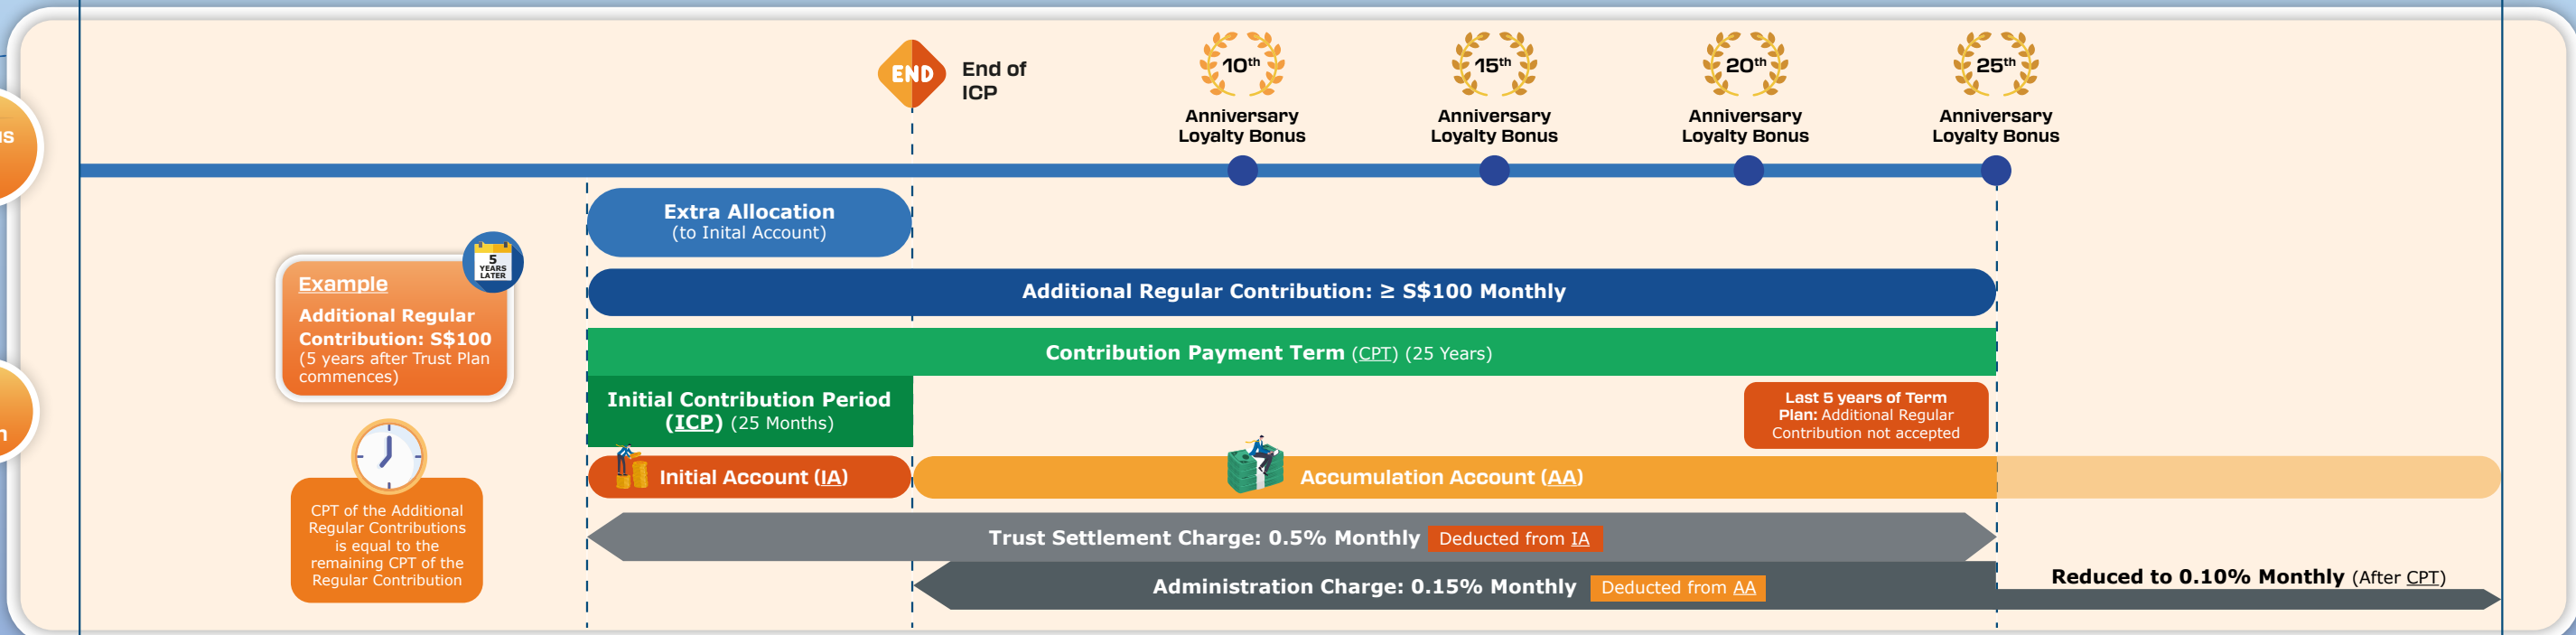 END
End of
ICP
10th
Anniversary
Loyalty Bonus
15th
Anniversary
Loyalty Bonus
20th
Anniversary
Loyalty Bonus
25th
Anniversary
Loyalty Bonus
us
n
5
YEARS
LATER
Example
Additional Regular
Contribution: S$100
(5 years after Trust Plan
commences)
CPT of the Additional
Regular Contributions
is equal to the
remaining CPT of the
Regular Contribution
Extra Allocation
(to Inital Account)
Additional Regular Contribution: ≥ S$100 Monthly
Contribution Payment Term (CPT) (25 Years)
Initial Contribution Period
(ICP) (25 Months)
Last 5 years of Term
Plan: Additional Regular
Contribution not accepted
Initial Account (IA)
Accumulation Account (AA)
Trust Settlement Charge: 0.5% Monthly Deducted from IA
Administration Charge: 0.15% Monthly Deducted from AA
Reduced to 0.10% Monthly (After CPT)